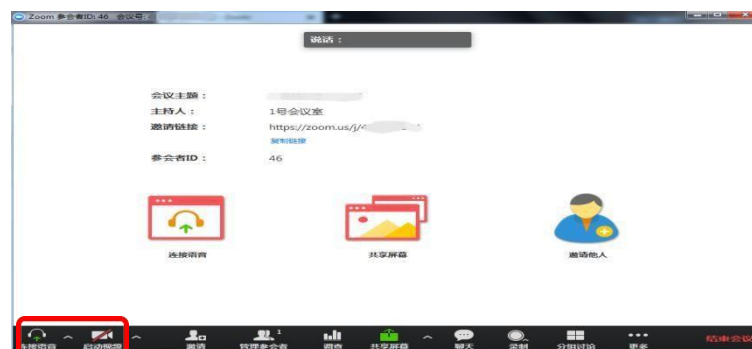 Zoom 参会者ID: 46 会议号:
说话：
会议主题：
主持人： 1号会议室
邀请链接： https://zoom.us/j/
复制链接
参会者ID： 46
连接语音 共享屏幕 邀请他人
连接语音 启动视频 邀请 管理参会者 1 调查 共享屏幕 聊天 录制 分组讨论 更多 结束会议